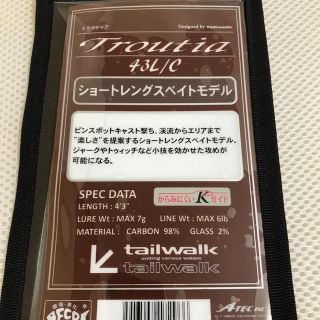 トラウティア
Designed by tailwalk
Troutia
43L/C
ショートレングスベイトモデル
ピンスポットキャスト撃ち、渓流からエリアまで
"楽しさ"を提案するショートレングスベイトモデル。
ジャークやトゥィッチなど小技を効かせた攻めが
可能になる。
SPEC DATA
からみにくいKガイド
LENGTH : 4'3"
LURE Wt : MAX 7g LINE Wt : MAX 6lb
MATERIAL : CARBON 98% GLASS 2%
tailwalk
uniting various waters
tailwalk
環境・進化